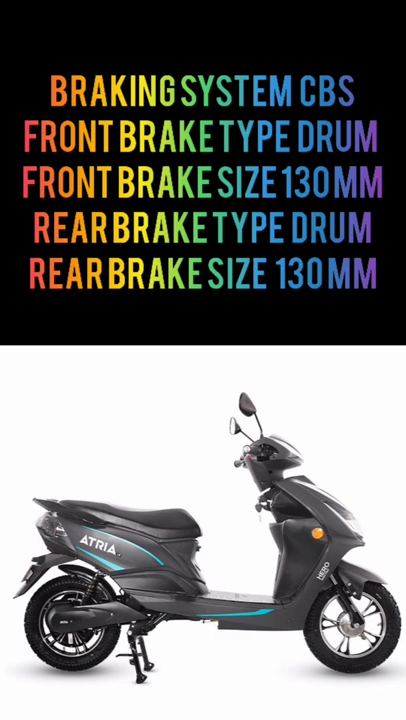 BRAKING SYSTEM CBS
FRONT BRAKE TYPE DRUM
FRONT BRAKE SIZE 130 MM
REAR BRAKE TYPE DRUM
REAR BRAKE SIZE 130 MM
ATRIA
HERO